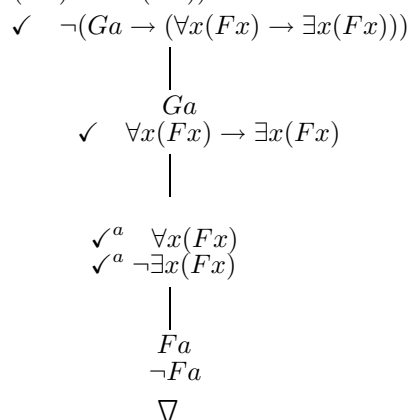 ✓ ¬(Ga → (∀x(Fx) → ∃x(Fx)))
Ga
✓ ∀x(Fx) → ∃x(Fx)
✓ᵃ ∀x(Fx)
✓ᵃ ¬∃x(Fx)
Fa
¬Fa
∇